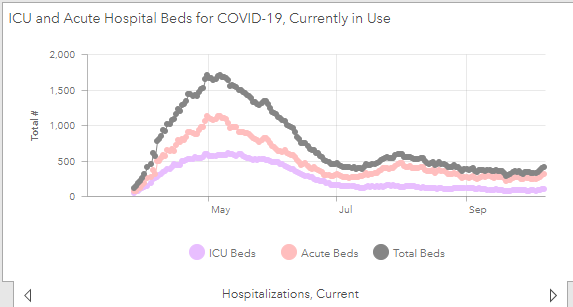 ICU and Acute Hospital Beds for COVID-19, Currently in Use
2,000
1,500
1,000
500
0
Total #
May
Jul
Sep
ICU Beds
Acute Beds
Total Beds
Hospitalizations, Current